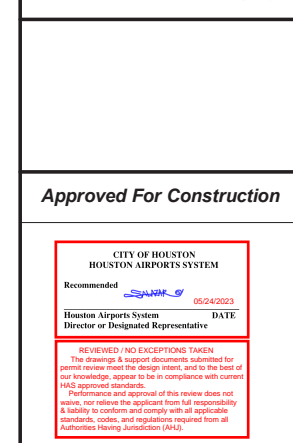 Approved For Construction
CITY OF HOUSTON
HOUSTON AIRPORTS SYSTEM
Recommended
05/24/2023
Houston Airports System DATE
Director or Designated Representative
REVIEWED / NO EXCEPTIONS TAKEN
The drawings & support documents submitted for
permit review meet the design intent, and to the best of
our knowledge, appear to be in compliance with current
HAS approved standards.
Performance and approval of this review does not
waive, nor relieve the applicant from full responsibility
& liability to conform and comply with all applicable
standards, codes, and regulations required from all
Authorities Having Jurisdiction (AHJ).